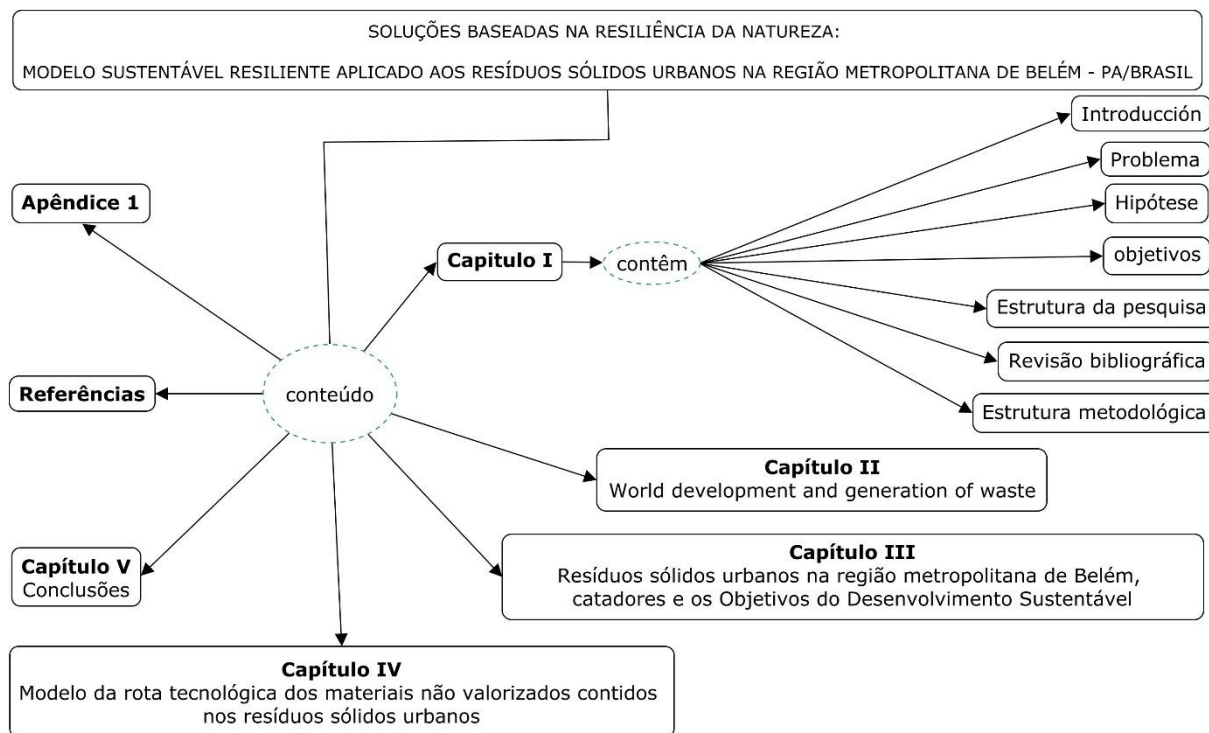 SOLUÇÕES BASEADAS NA RESILIÊNCIA DA NATUREZA:
MODELO SUSTENTÁVEL RESILIENTE APLICADO AOS RESÍDUOS SÓLIDOS URBANOS NA REGIÃO METROPOLITANA DE BELÉM - PA/BRASIL
Introducción
Problema
Hipótese
objetivos
Estrutura da pesquisa
Revisão bibliográfica
Estrutura metodológica
Apêndice 1
Capitulo I
contêm
Referências
conteúdo
Capítulo II
World development and generation of waste
Capítulo III
Resíduos sólidos urbanos na região metropolitana de Belém,
catadores e os Objetivos do Desenvolvimento Sustentável
Capítulo V
Conclusões
Capítulo IV
Modelo da rota tecnológica dos materiais não valorizados contidos
nos resíduos sólidos urbanos